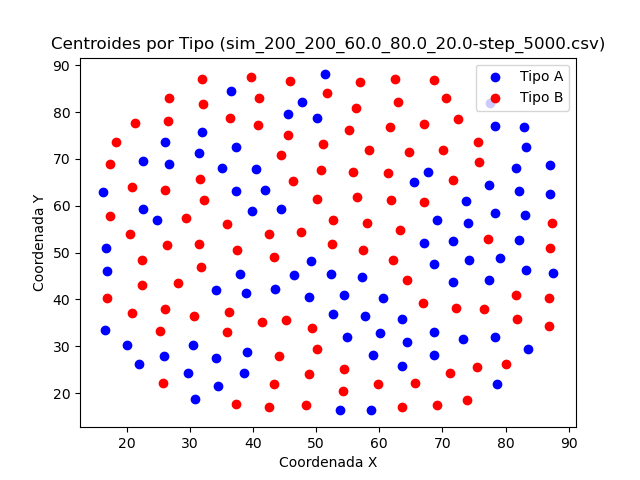 Centroides por Tipo (sim_200_200_60.0_80.0_20.0-step_5000.csv)
Tipo A
Tipo B
90
80
70
60
50
40
30
20
Coordenada Y
20 30 40 50 60 70 80 90
Coordenada X